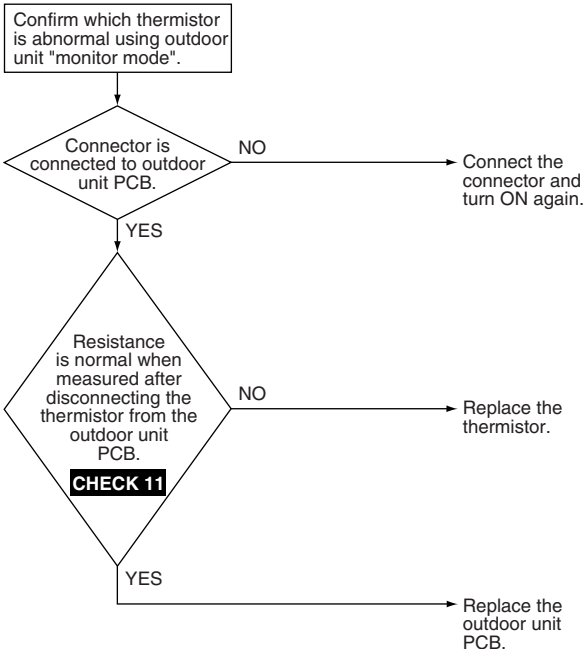 Confirm which thermistor
is abnormal using outdoor
unit "monitor mode".
Connector is
connected to outdoor
unit PCB.
NO
Connect the
connector and
turn ON again.
YES
Resistance
is normal when
measured after
disconnecting the
thermistor from the
outdoor unit
PCB.
CHECK 11
NO
Replace the
thermistor.
YES
Replace the
outdoor unit
PCB.